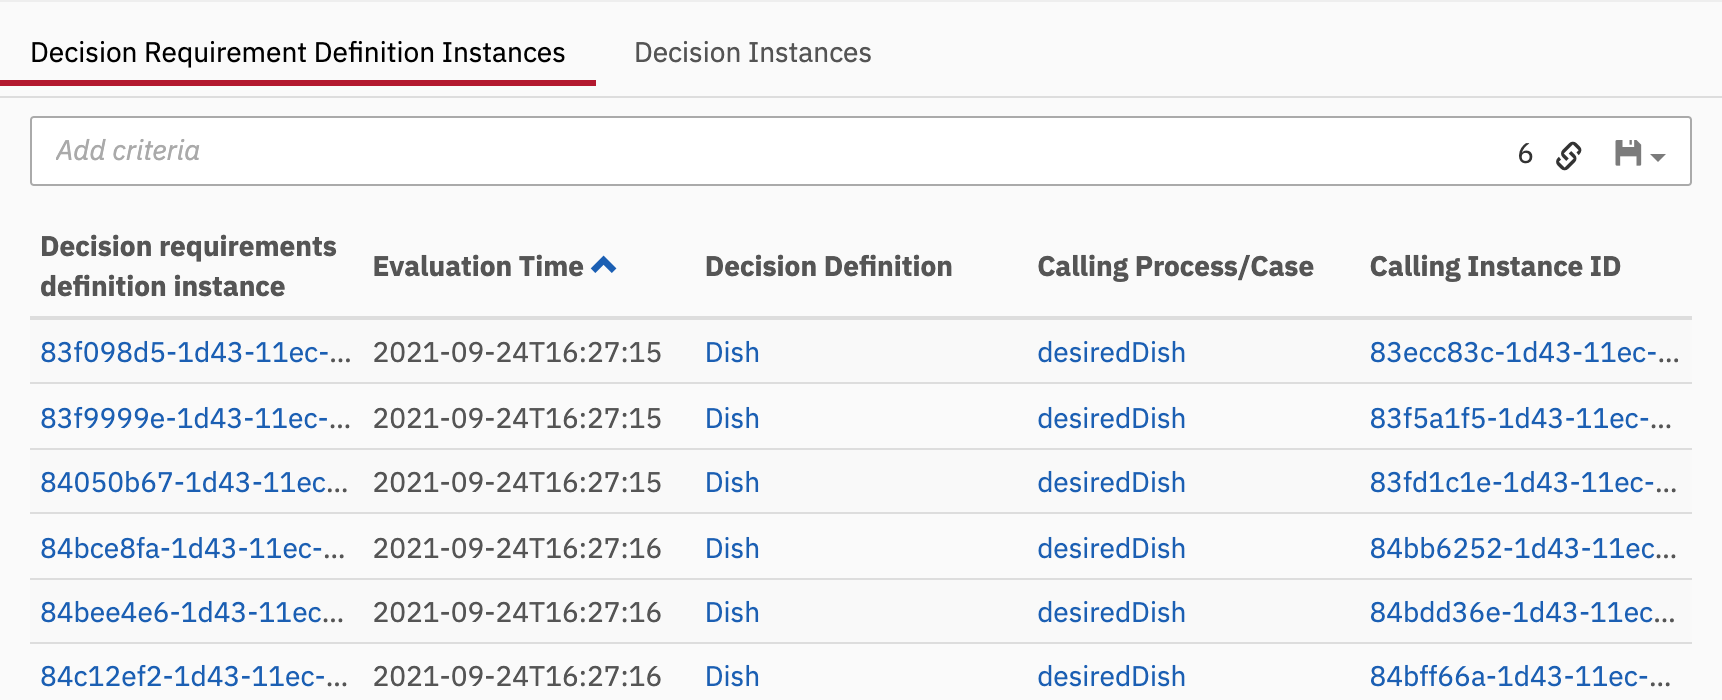 Decision Requirement Definition Instances Decision Instances
Add criteria 6
Decision requirements definition instance Evaluation Time Decision Definition Calling Process/Case Calling Instance ID
83f098d5-1d43-11ec-... 2021-09-24T16:27:15 Dish desiredDish 83ecc83c-1d43-11ec-...
83f9999e-1d43-11ec-... 2021-09-24T16:27:15 Dish desiredDish 83f5a1f5-1d43-11ec-...
84050b67-1d43-11ec... 2021-09-24T16:27:15 Dish desiredDish 83fd1c1e-1d43-11ec-...
84bce8fa-1d43-11ec-... 2021-09-24T16:27:16 Dish desiredDish 84bb6252-1d43-11ec...
84bee4e6-1d43-11ec... 2021-09-24T16:27:16 Dish desiredDish 84bdd36e-1d43-11ec...
84c12ef2-1d43-11ec-... 2021-09-24T16:27:16 Dish desiredDish 84bff66a-1d43-11ec-...